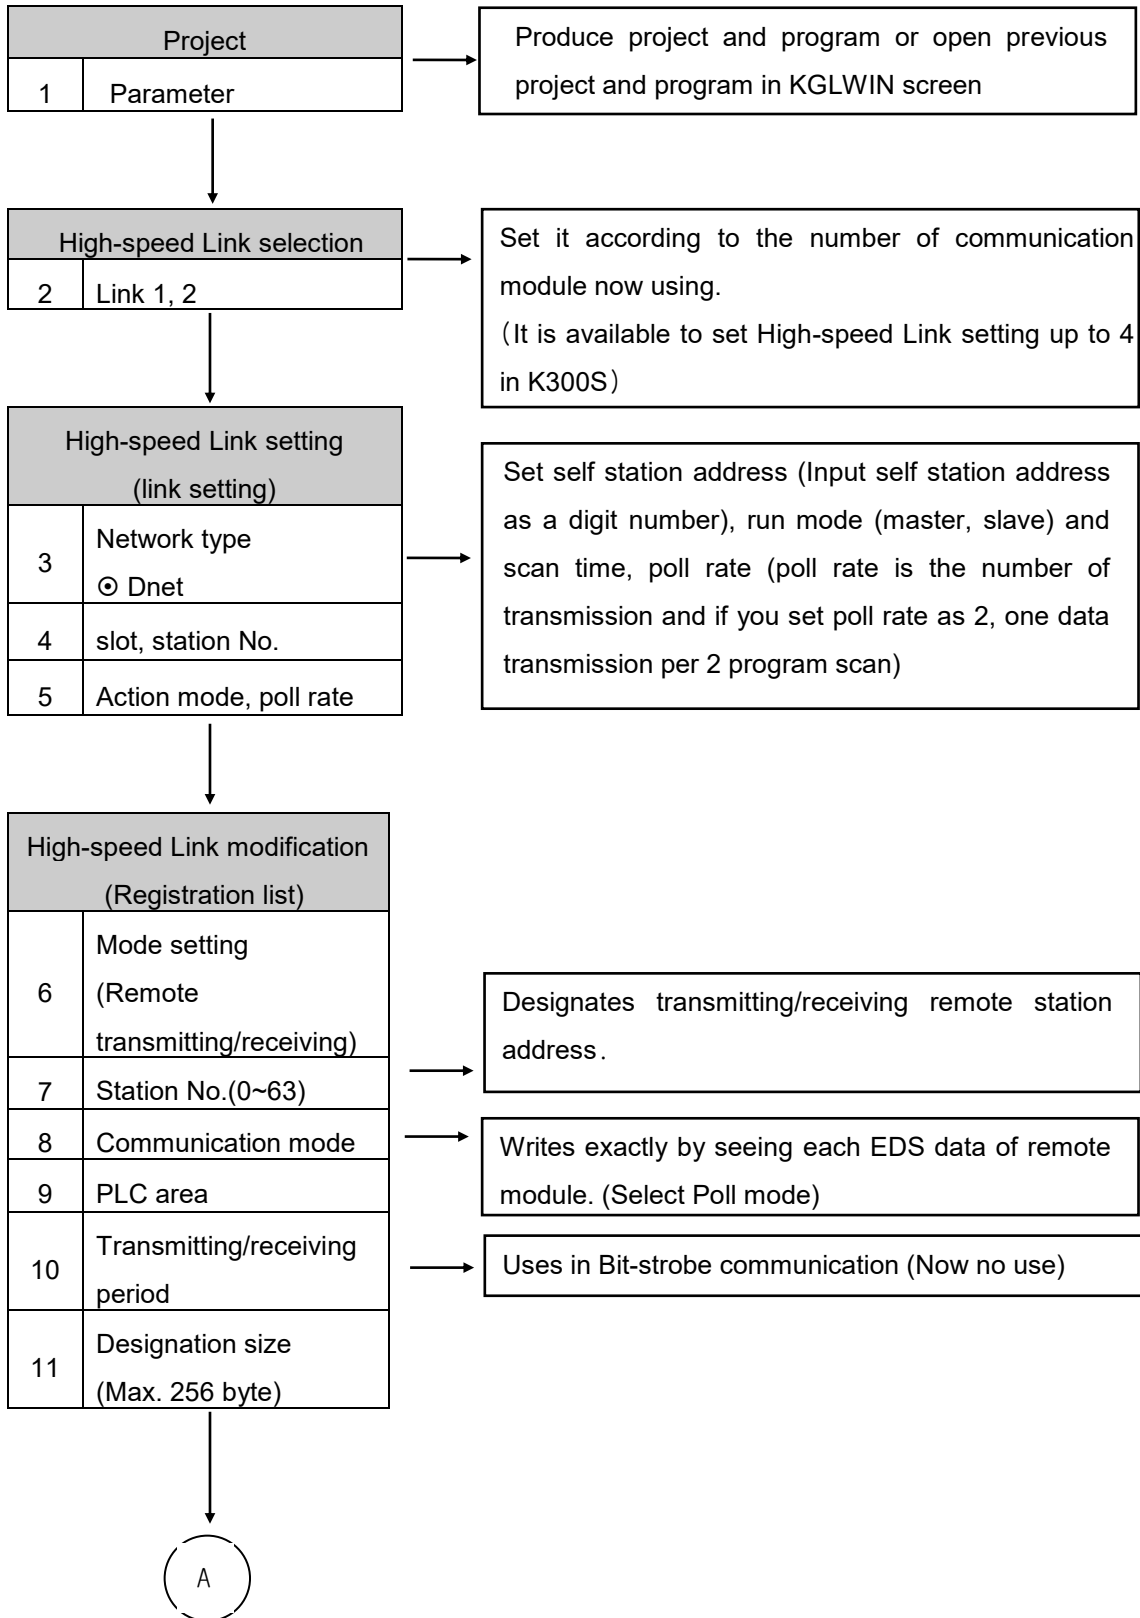 Project
1 Parameter
Produce project and program or open previous
project and program in KGLWIN screen
High-speed Link selection
2 Link 1, 2
Set it according to the number of communication
module now using.
(It is available to set High-speed Link setting up to 4
in K300S)
High-speed Link setting
(link setting)
3 Network type
⊙ Dnet
4 slot, station No.
5 Action mode, poll rate
Set self station address (Input self station address
as a digit number), run mode (master, slave) and
scan time, poll rate (poll rate is the number of
transmission and if you set poll rate as 2, one data
transmission per 2 program scan)
High-speed Link modification
(Registration list)
6 Mode setting
(Remote
transmitting/receiving)
7 Station No.(0~63)
8 Communication mode
9 PLC area
10 Transmitting/receiving
period
11 Designation size
(Max. 256 byte)
Designates transmitting/receiving remote station
address.
Writes exactly by seeing each EDS data of remote
module. (Select Poll mode)
Uses in Bit-strobe communication (Now no use)
A